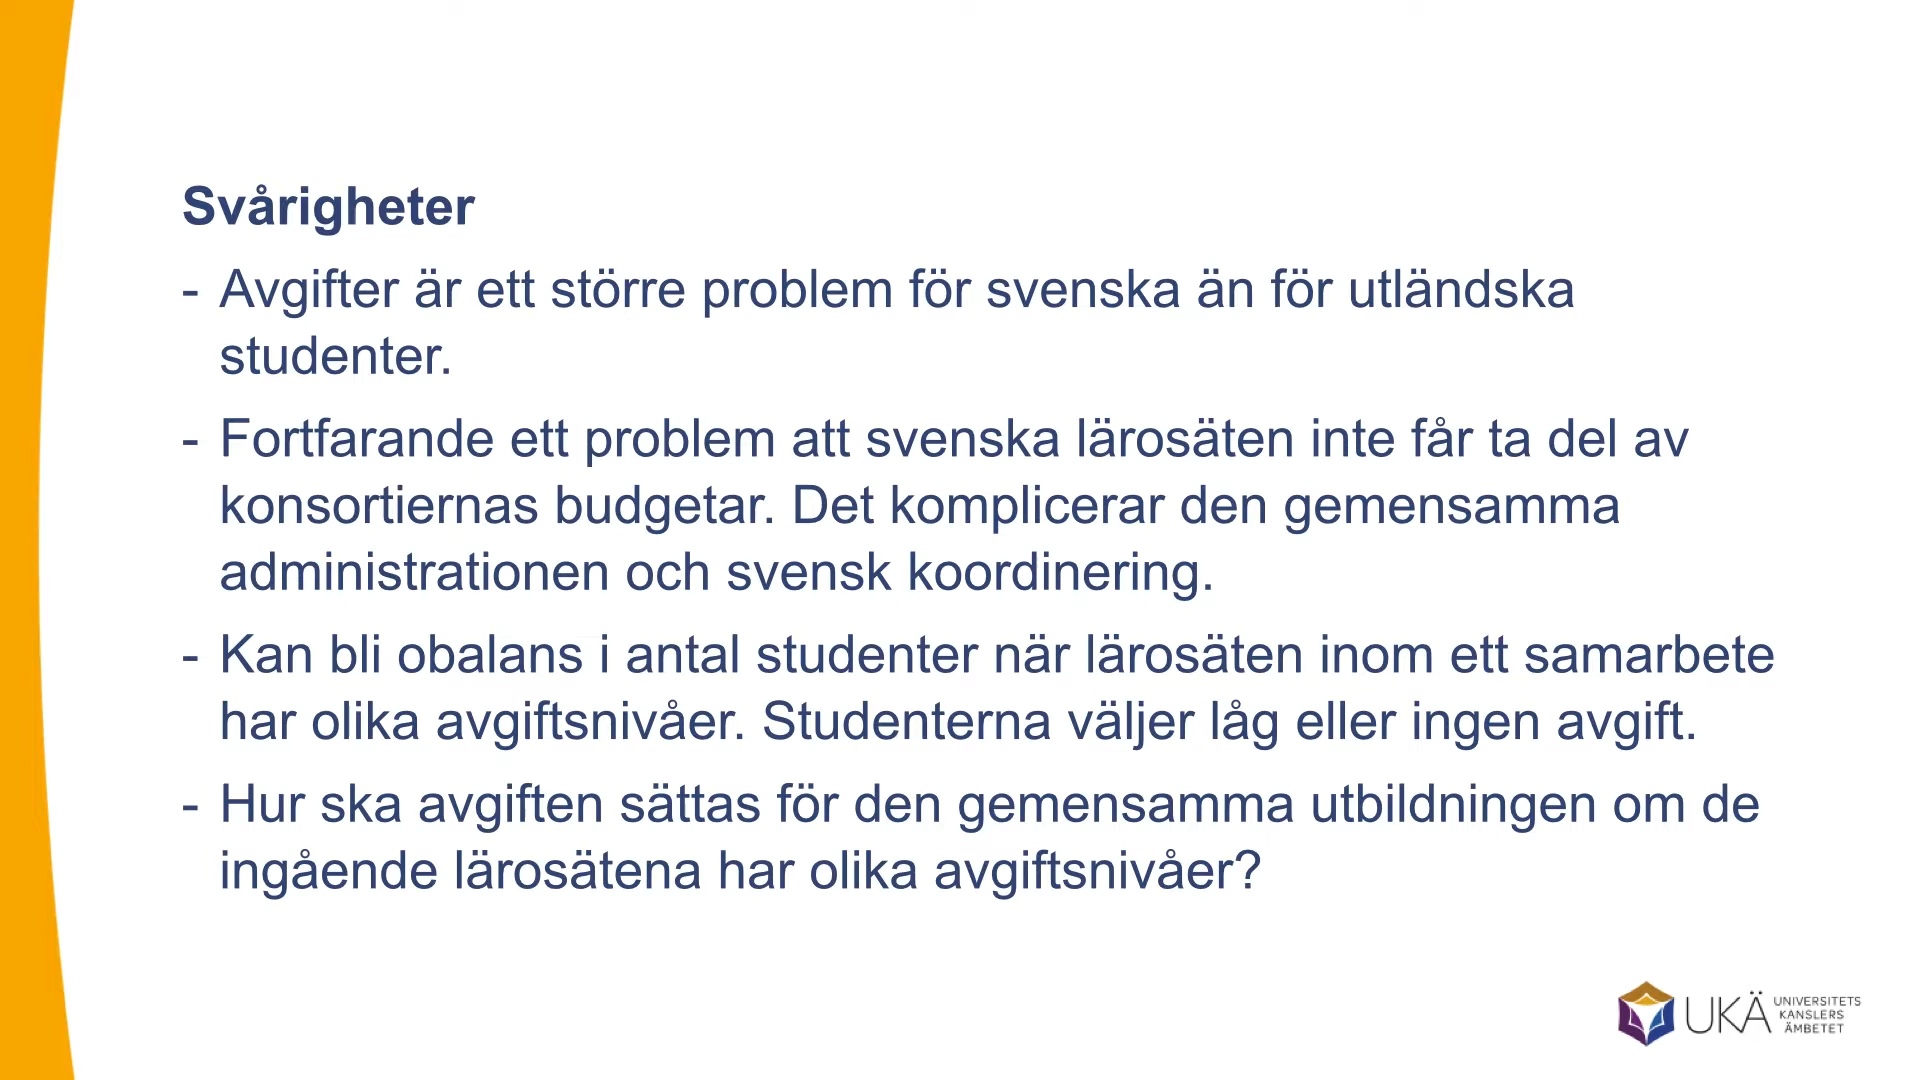 Svårigheter
- Avgifter är ett större problem för svenska än för utländska
studenter.
- Fortfarande ett problem att svenska lärosäten inte får ta del av
konsortiernas budgetar. Det komplicerar den gemensamma
administrationen och svensk koordinering.
- Kan bli obalans i antal studenter när lärosäten inom ett samarbete
har olika avgiftsnivåer. Studenterna väljer låg eller ingen avgift.
- Hur ska avgiften sättas för den gemensamma utbildningen om de
ingående lärosätena har olika avgiftsnivåer?
UKÄ
UNIVERSITETS
KANSLERS
ÄMBETET